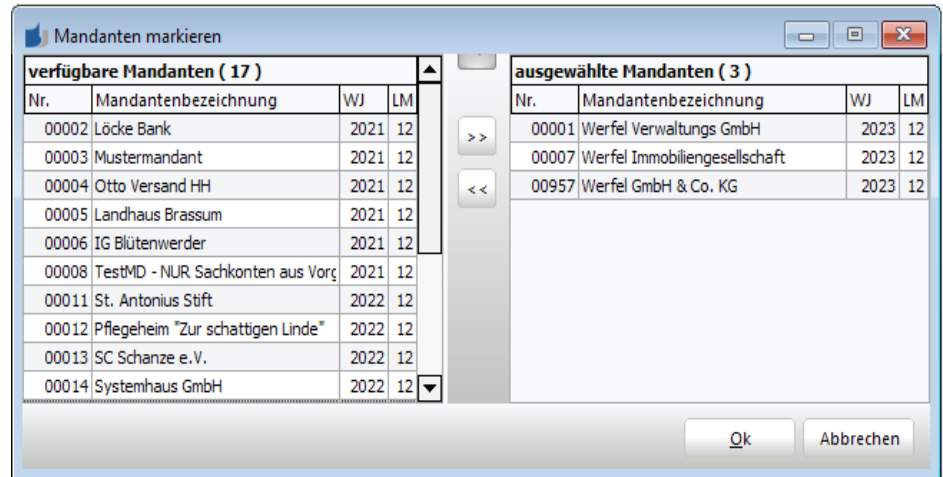 Mandanten markieren
verfügbare Mandanten ( 17 )
Nr. Mandantenbezeichnung WJ LM
00002 Löcke Bank 2021 12
00003 Mustermandant 2021 12
00004 Otto Versand HH 2021 12
00005 Landhaus Brassum 2021 12
00006 IG Blütenwerder 2021 12
00008 TestMD - NUR Sachkonten aus Vorg 2021 12
00011 St. Antonius Stift 2022 12
00012 Pflegeheim "Zur schattigen Linde" 2022 12
00013 SC Schanze e.V. 2022 12
00014 Systemhaus GmbH 2022 12
>>
<<
ausgewählte Mandanten ( 3 )
Nr. Mandantenbezeichnung WJ LM
00001 Werfel Verwaltungs GmbH 2023 12
00007 Werfel Immobiliengesellschaft 2023 12
00957 Werfel GmbH & Co. KG 2023 12
Ok Abbrechen